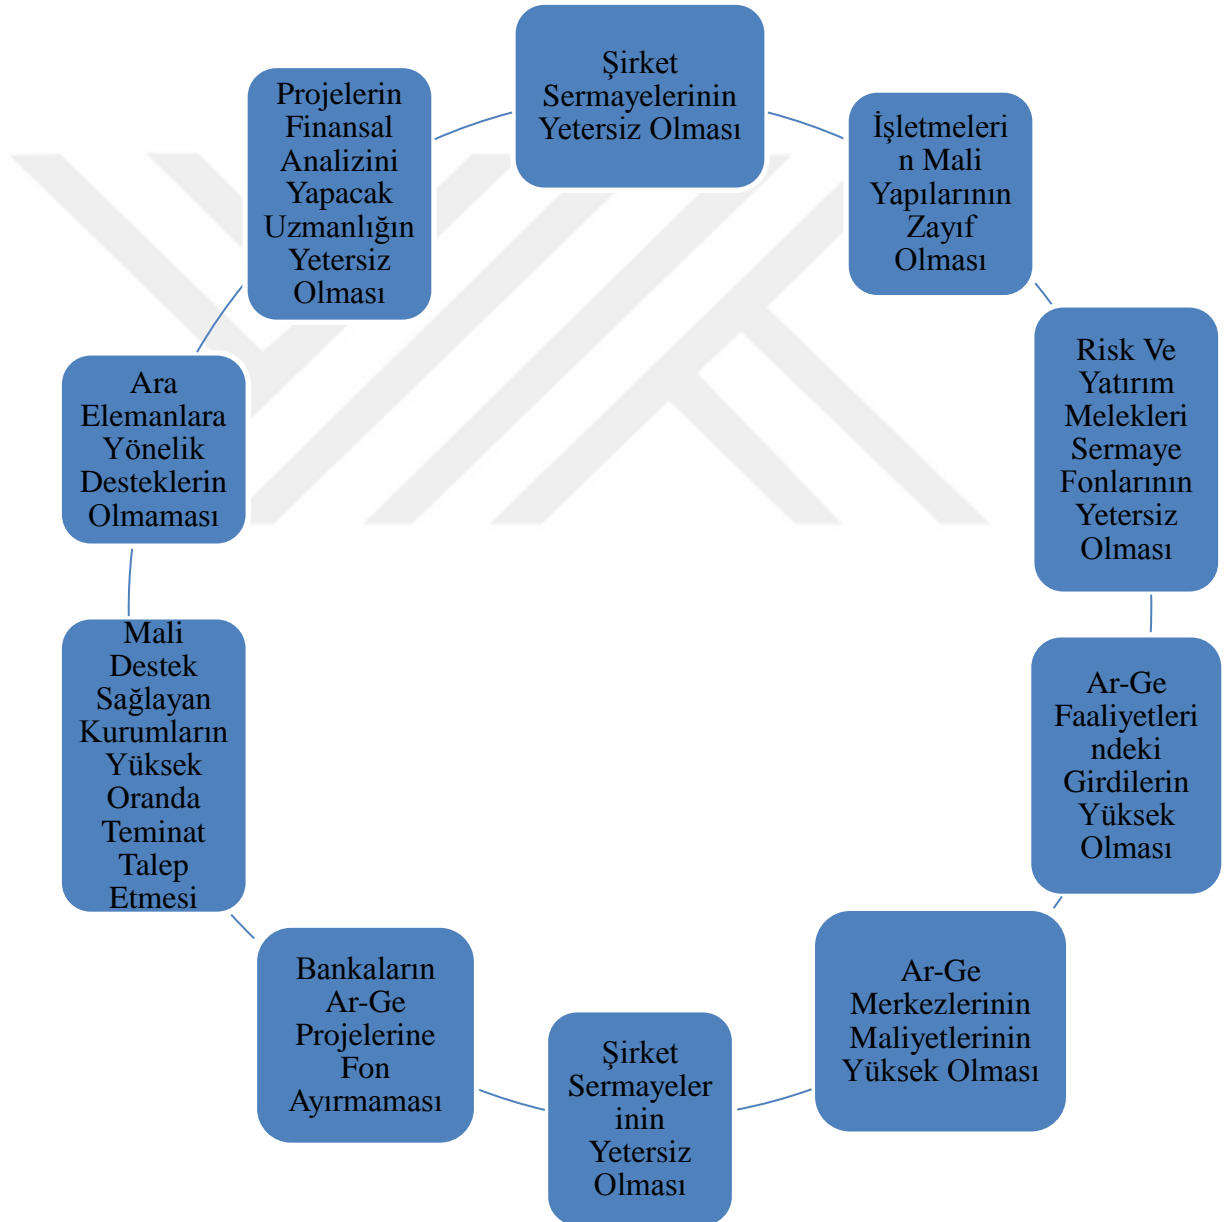 Şirket
Sermayelerinin
Yetersiz Olması
İşletmeleri
n Mali
Yapılarının
Zayıf
Olması
Risk Ve
Yatırım
Melekleri
Sermaye
Fonlarının
Yetersiz
Olması
Ar-Ge
Faaliyetleri
ndeki
Girdilerin
Yüksek
Olması
Ar-Ge
Merkezlerinin
Maliyetlerinin
Yüksek Olması
Şirket
Sermayeler
inin
Yetersiz
Olması
Bankaların
Ar-Ge
Projelerine
Fon
Ayırmaması
Mali
Destek
Sağlayan
Kurumların
Yüksek
Oranda
Teminat
Talep
Etmesi
Ara
Elemanlara
Yönelik
Desteklerin
Olmaması
Projelerin
Finansal
Analizini
Yapacak
Uzmanlığın
Yetersiz
Olması